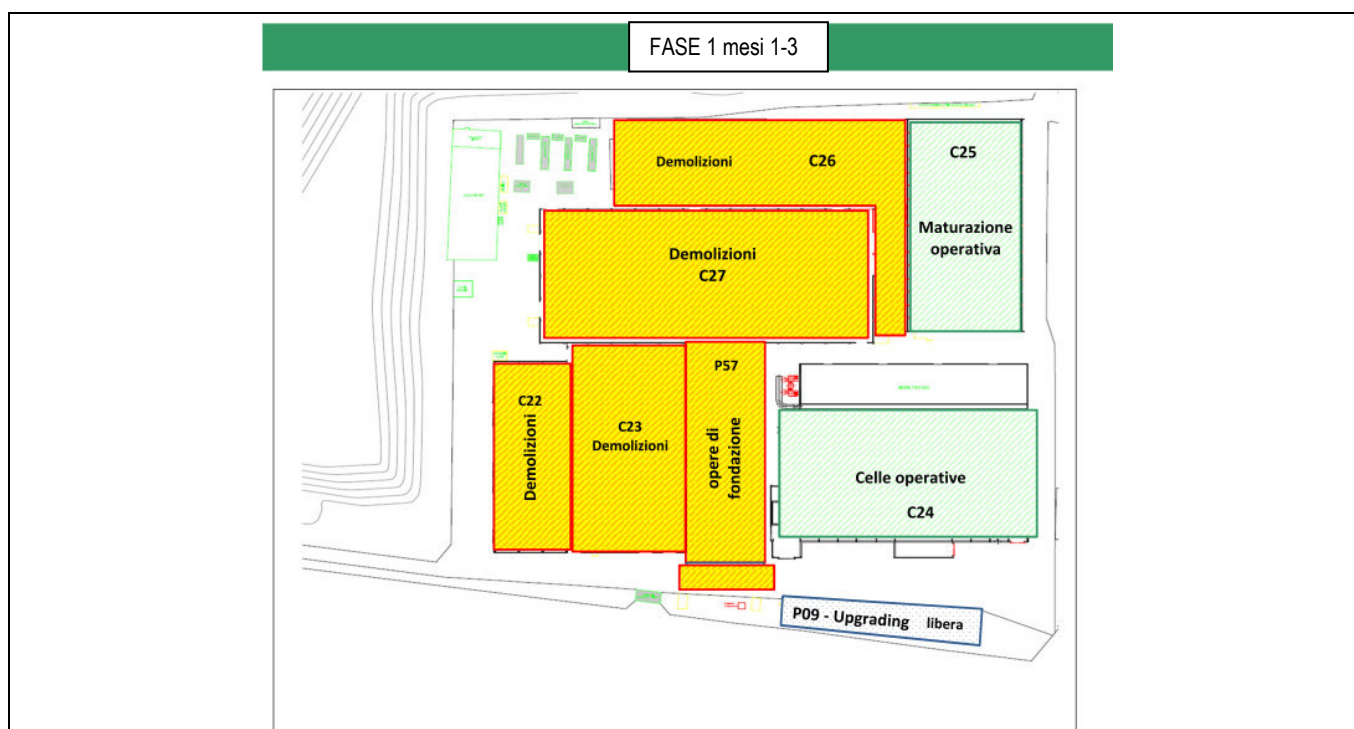 FASE 1 mesi 1-3
Demolizioni C26
C25
Maturazione
operativa
Demolizioni
C27
P57
opere di
fondazione
C22
Demolizioni
C23
Demolizioni
Celle operative
C24
P09 - Upgrading libera